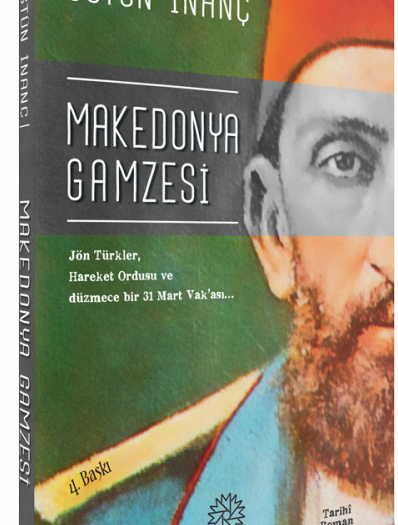 ÜSTÜN İNANÇ
MAKEDONYA
GAMZESİ
Jön Türkler,
Hareket Ordusu ve
düzmece bir 31 Mart Vak'ası...
4. Baskı
Tarihî
Roman
ÜSTÜN İNANÇ | MAKEDONYA GAMZESİ